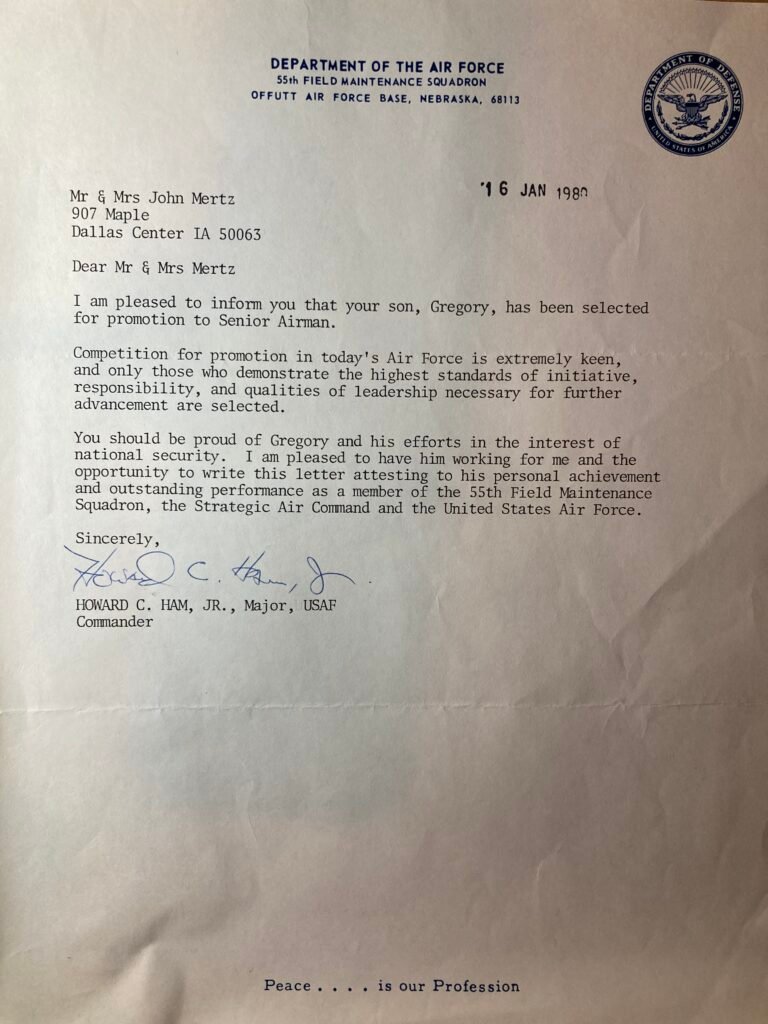 DEPARTMENT OF THE AIR FORCE
55th FIELD MAINTENANCE SQUADRON
OFFUTT AIR FORCE BASE, NEBRASKA, 68113
DEPARTMENT OF DEFENSE
UNITED STATES OF AMERICA
16 JAN 1980
Mr & Mrs John Mertz
907 Maple
Dallas Center IA 50063
Dear Mr & Mrs Mertz
I am pleased to inform you that your son, Gregory, has been selected
for promotion to Senior Airman.
Competition for promotion in today's Air Force is extremely keen,
and only those who demonstrate the highest standards of initiative,
responsibility, and qualities of leadership necessary for further
advancement are selected.
You should be proud of Gregory and his efforts in the interest of
national security. I am pleased to have him working for me and the
opportunity to write this letter attesting to his personal achievement
and outstanding performance as a member of the 55th Field Maintenance
Squadron, the Strategic Air Command and the United States Air Force.
Sincerely,
Howard C. Ham, Jr.
HOWARD C. HAM, JR., Major, USAF
Commander
Peace . . . . is our Profession